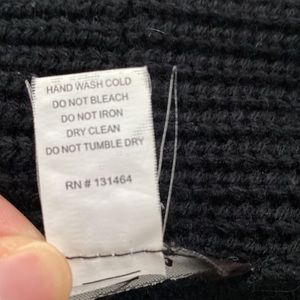 HAND WASH COLD
DO NOT BLEACH
DO NOT IRON
DRY CLEAN
DO NOT TUMBLE DRY
RN # 131464